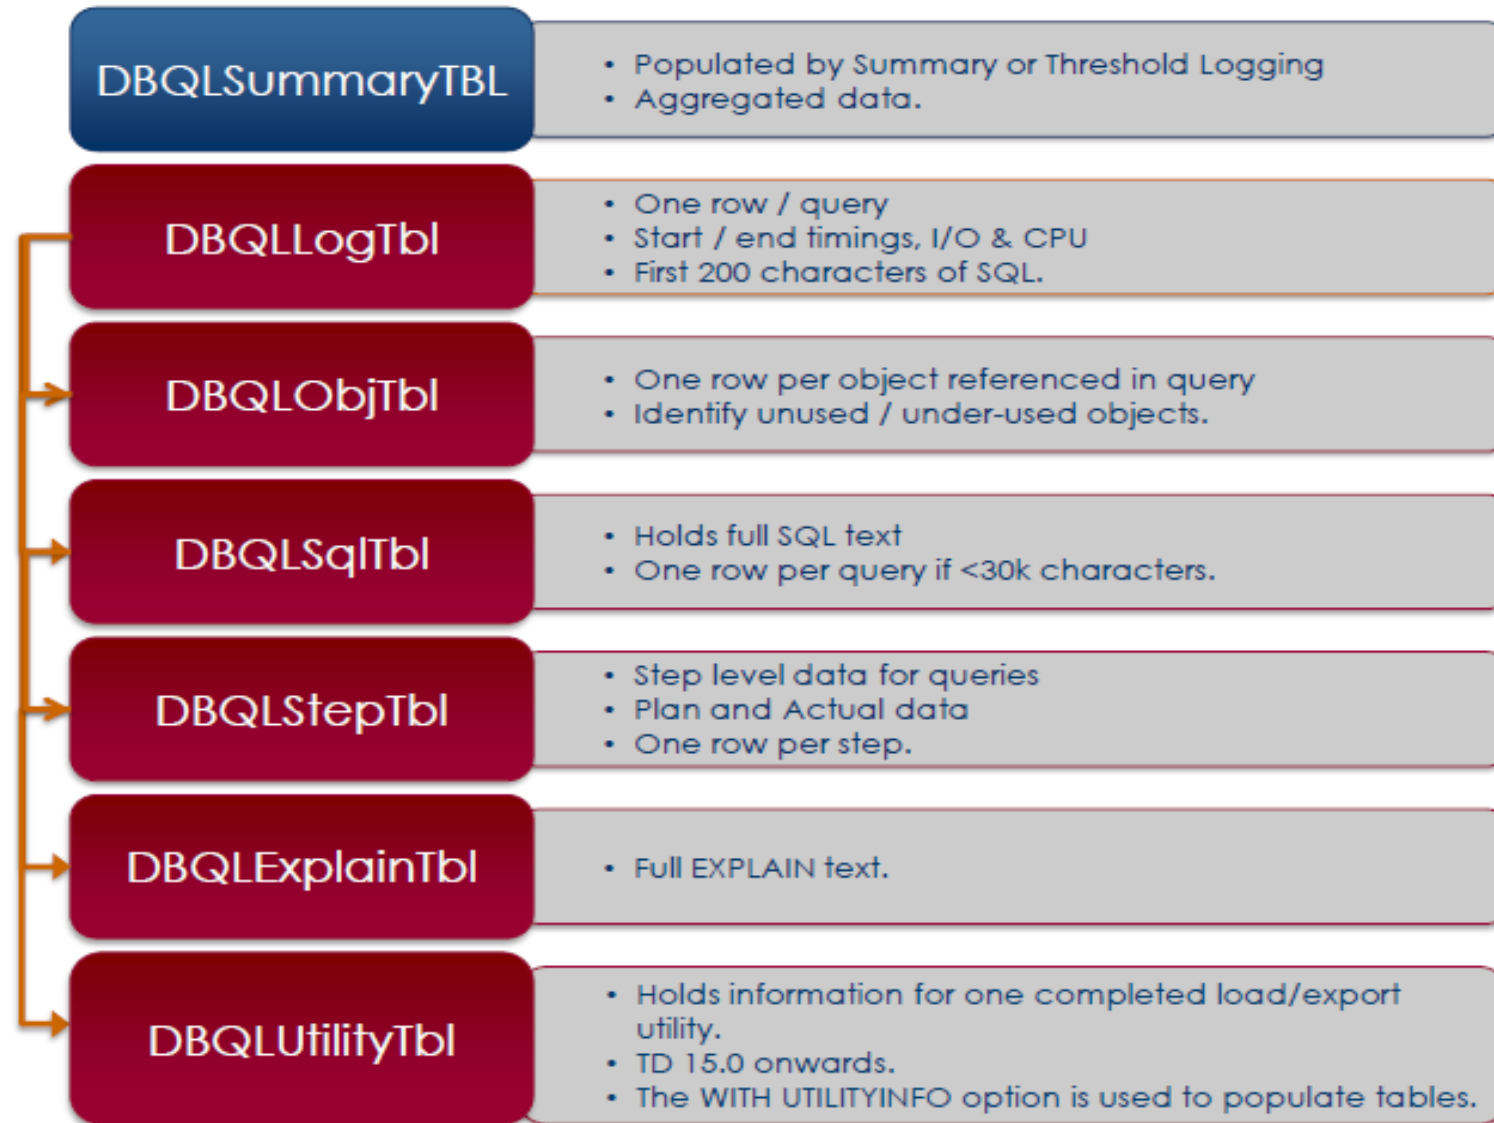 DBQLSummaryTBL
• Populated by Summary or Threshold Logging
• Aggregated data.
DBQLLogTbl
• One row / query
• Start / end timings, I/O & CPU
• First 200 characters of SQL.
DBQLObjTbl
• One row per object referenced in query
• Identify unused / under-used objects.
DBQLSqlTbl
• Holds full SQL text
• One row per query if <30k characters.
DBQLStepTbl
• Step level data for queries
• Plan and Actual data
• One row per step.
DBQLExplainTbl
• Full EXPLAIN text.
DBQLUtilityTbl
• Holds information for one completed load/export
utility.
• TD 15.0 onwards.
• The WITH UTILITYINFO option is used to populate tables.